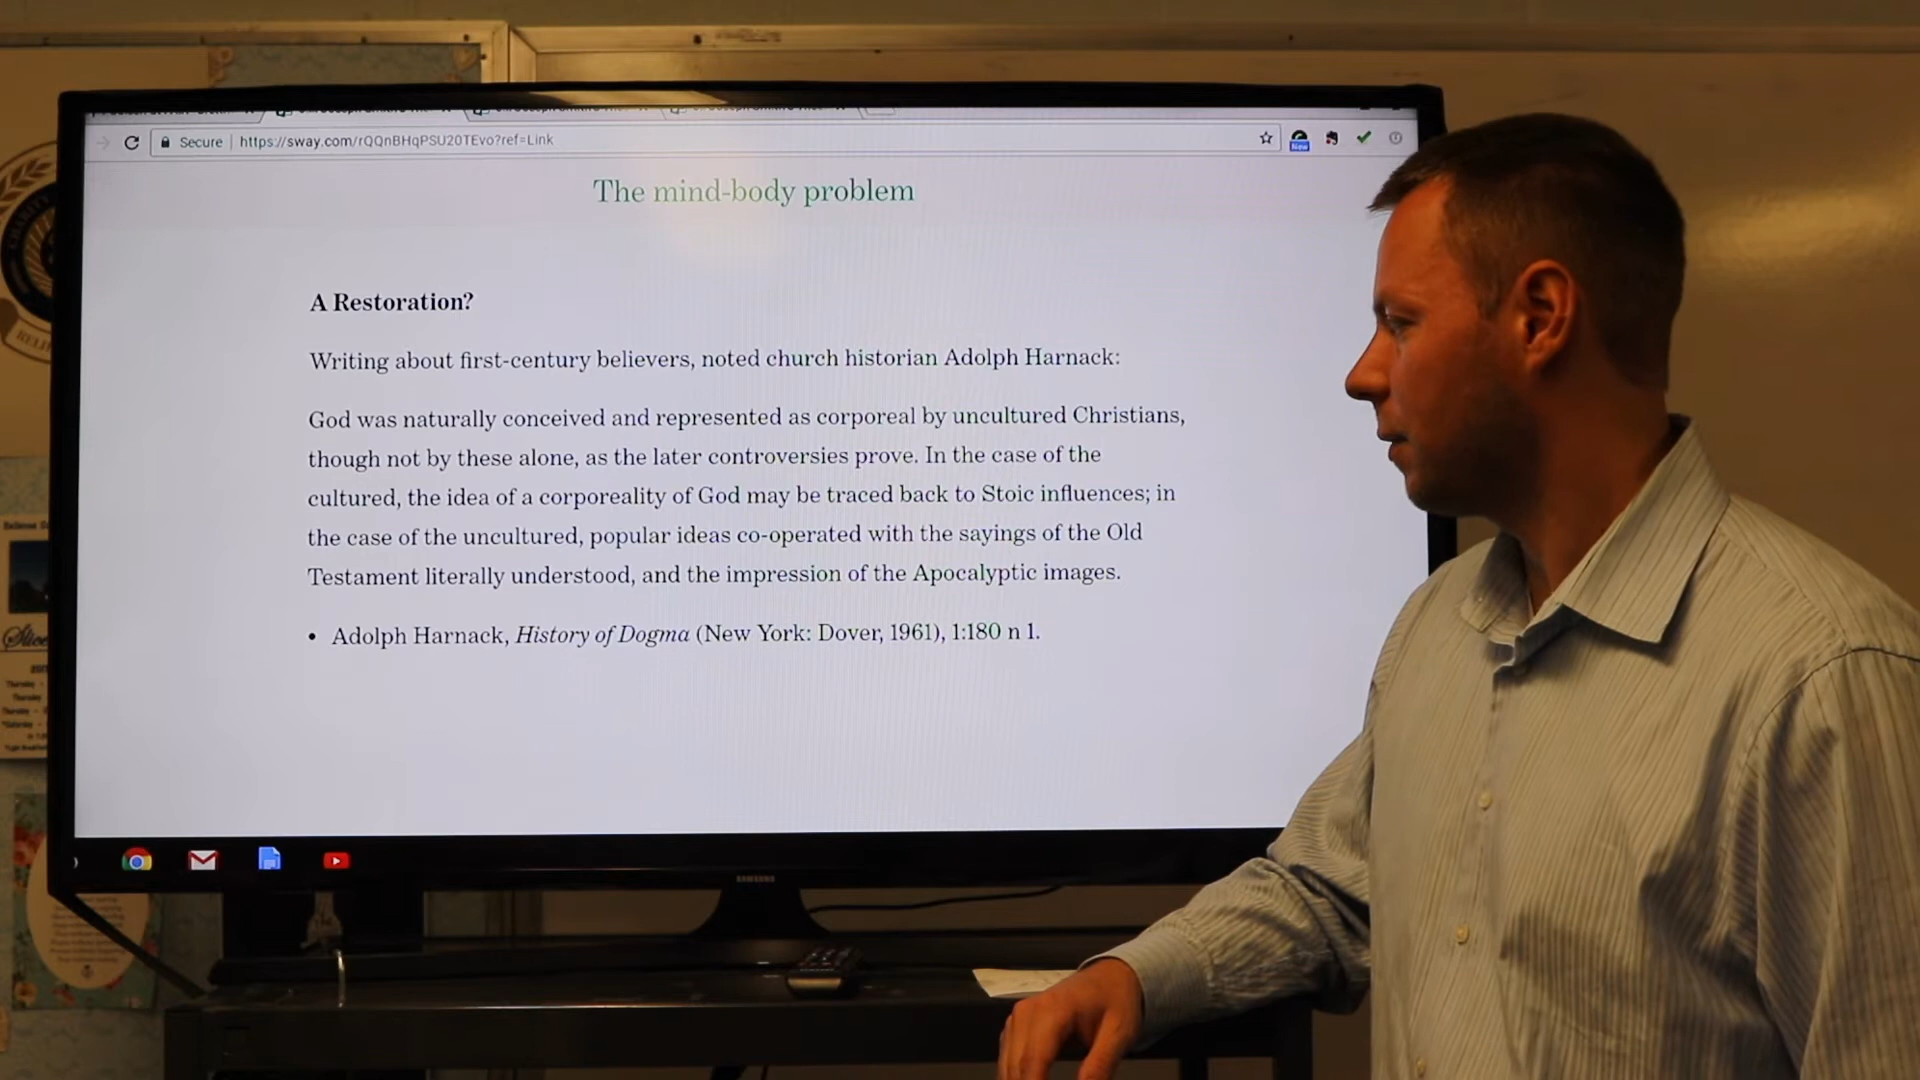 Secure https://sway.com/rQQnBHqPSU20TEvo?ref=Link
New
The mind-body problem
A Restoration?
Writing about first-century believers, noted church historian Adolph Harnack:
God was naturally conceived and represented as corporeal by uncultured Christians,
though not by these alone, as the later controversies prove. In the case of the
cultured, the idea of a corporeality of God may be traced back to Stoic influences; in
the case of the uncultured, popular ideas co-operated with the sayings of the Old
Testament literally understood, and the impression of the Apocalyptic images.
• Adolph Harnack, History of Dogma (New York: Dover, 1961), 1:180 n 1.
SAMSUNG
CHARITY
Thursday
Thursday